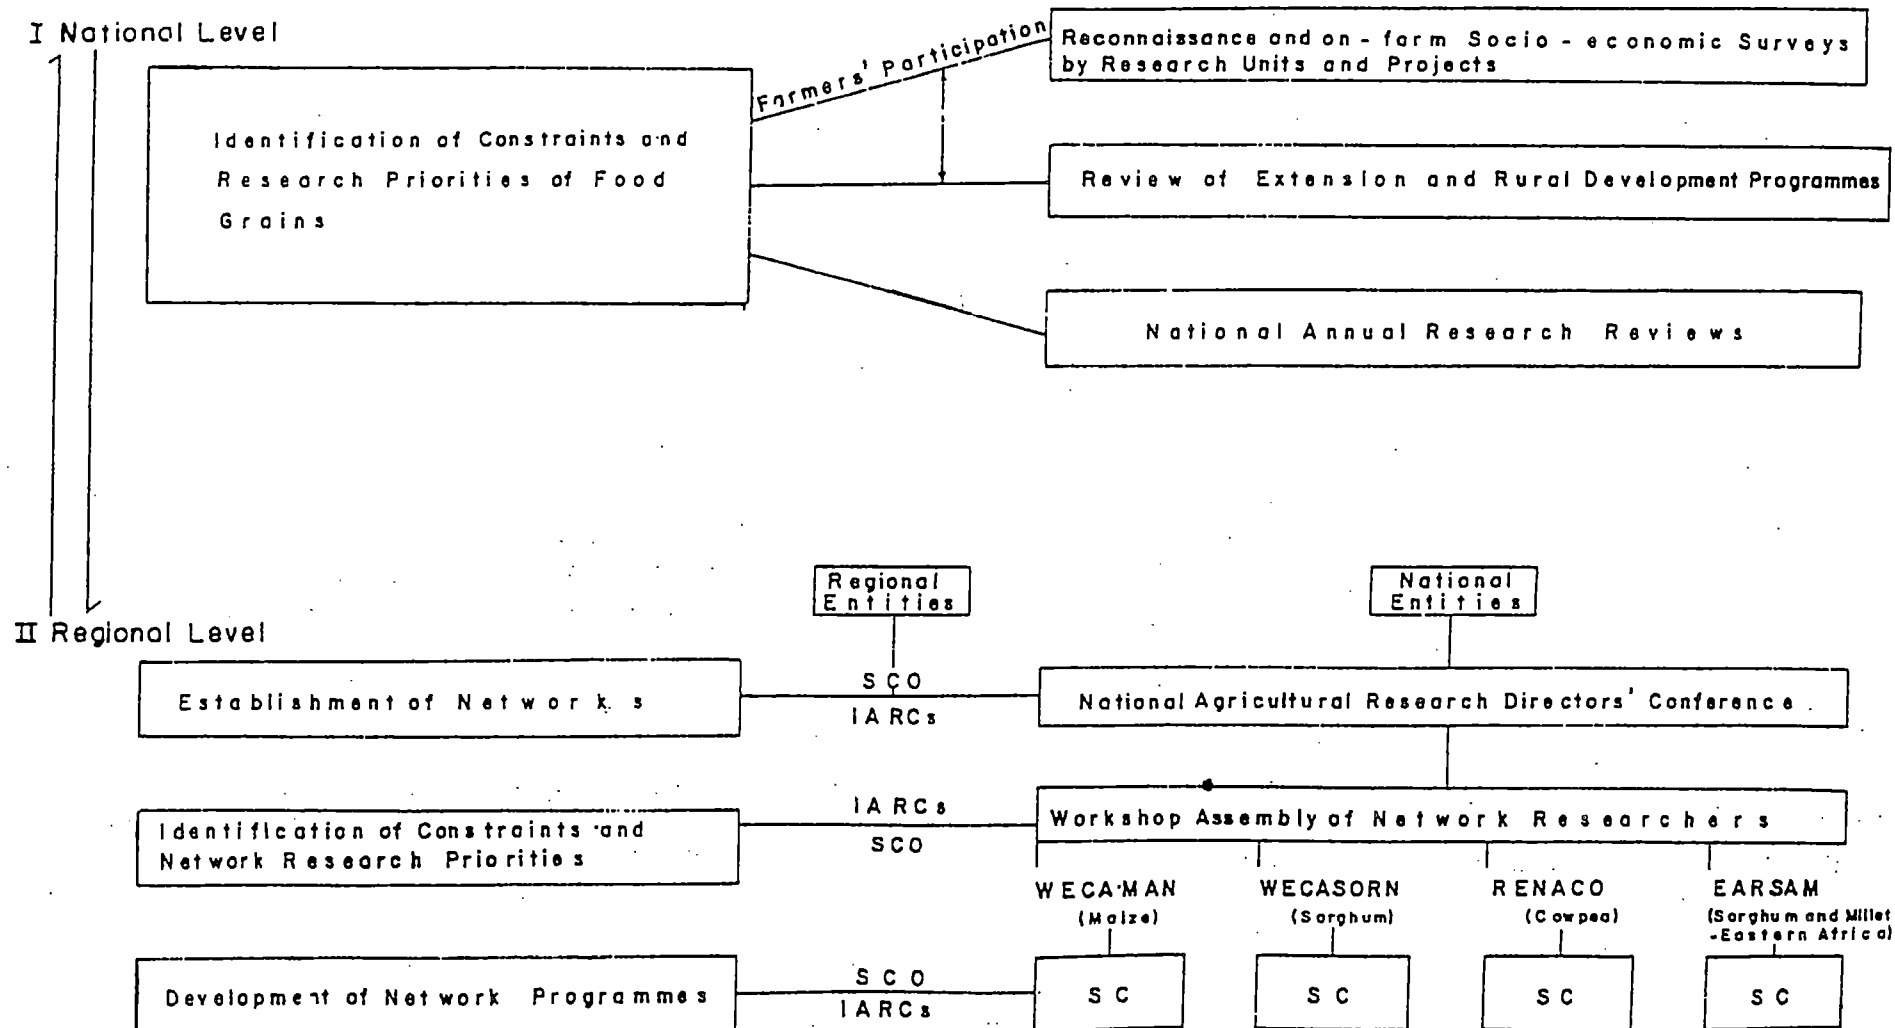 I National Level
Farmers' Participation
Reconnaissance and on - farm Socio - economic Surveys
by Research Units and Projects
Identification of Constraints and
Research Priorities of Food
Grains
Review of Extension and Rural Development Programmes
National Annual Research Reviews
Regional
Entities
National
Entities
II Regional Level
Establishment of Networks
SCO
IARCs
National Agricultural Research Directors' Conference
Identification of Constraints and
Network Research Priorities
IARCs
SCO
Workshop Assembly of Network Researchers
WECAMAN
(Maize)
WECASORN
(Sorghum)
RENACO
(Cowpea)
EARSAM
(Sorghum and Millet
-Eastern Africa)
Development of Network Programmes
SCO
IARCs
SC
SC
SC
SC